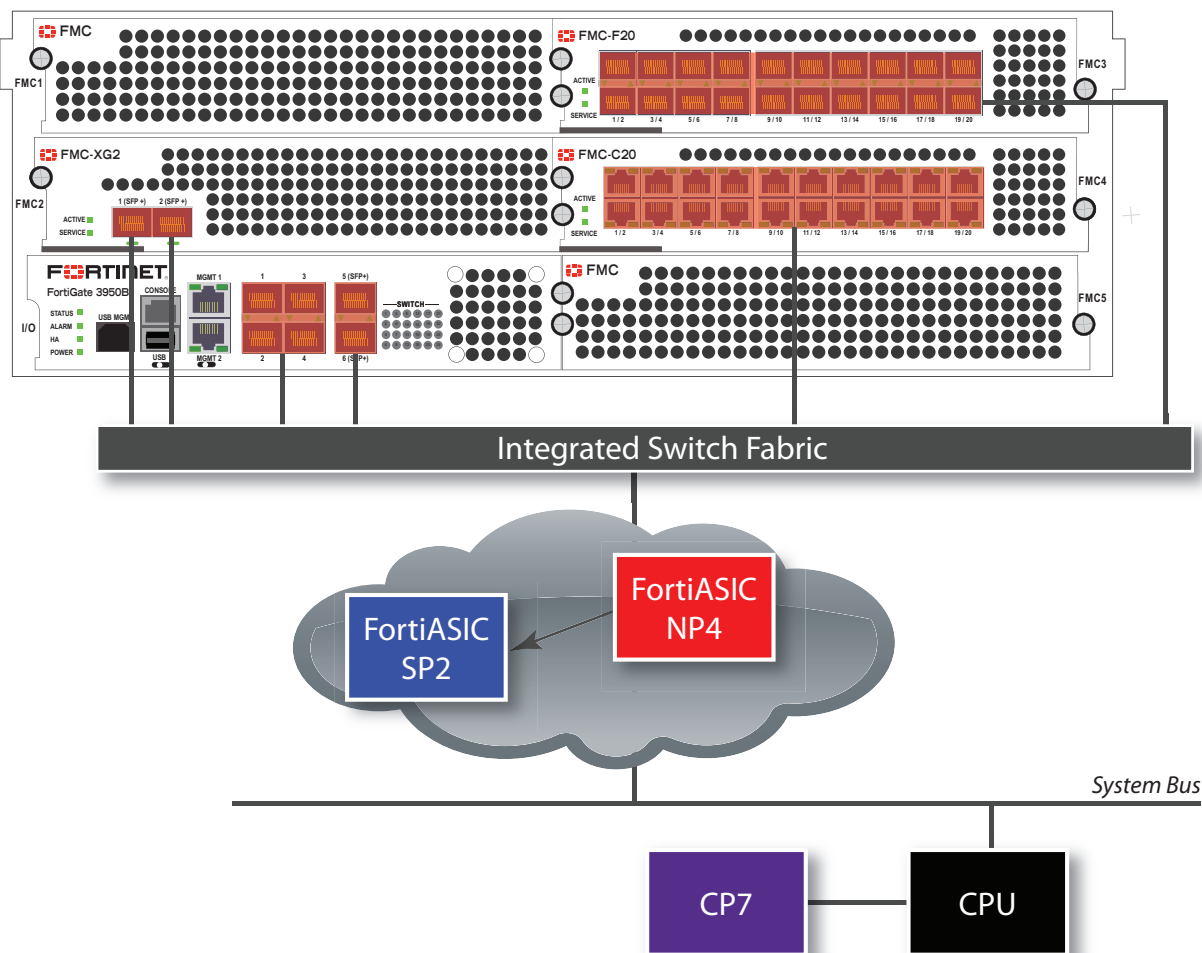 FMC
FMC1
FMC-F20
ACTIVE
SERVICE
1 / 2 3 / 4 5 / 6 7 / 8 9 / 10 11 / 12 13 / 14 15 / 16 17 / 18 19 / 20
FMC3
FMC-XG2
FMC2
1 (SFP +) 2 (SFP +)
ACTIVE
SERVICE
FMC-C20
ACTIVE
SERVICE
1 / 2 3 / 4 5 / 6 7 / 8 9 / 10 11 / 12 13 / 14 15 / 16 17 / 18 19 / 20
FMC4
FORTINET
FortiGate 3950B
I/O
STATUS
ALARM
HA
POWER
USB MGM
CONSOLE
USB
MGMT 1
MGMT 2
1 3 5 (SFP+)
2 4 6 (SFP+)
SWITCH
FMC
FMC5
Integrated Switch Fabric
FortiASIC
NP4
FortiASIC
SP2
System Bus
CP7
CPU